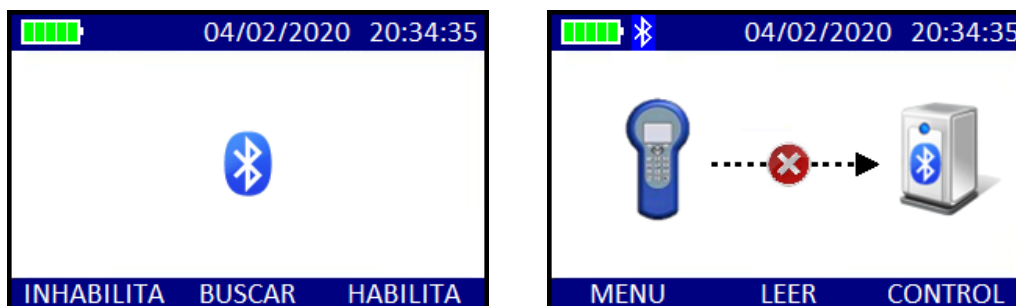 04/02/2020 20:34:35
INHABILITA BUSCAR HABILITA
04/02/2020 20:34:35
MENU LEER CONTROL